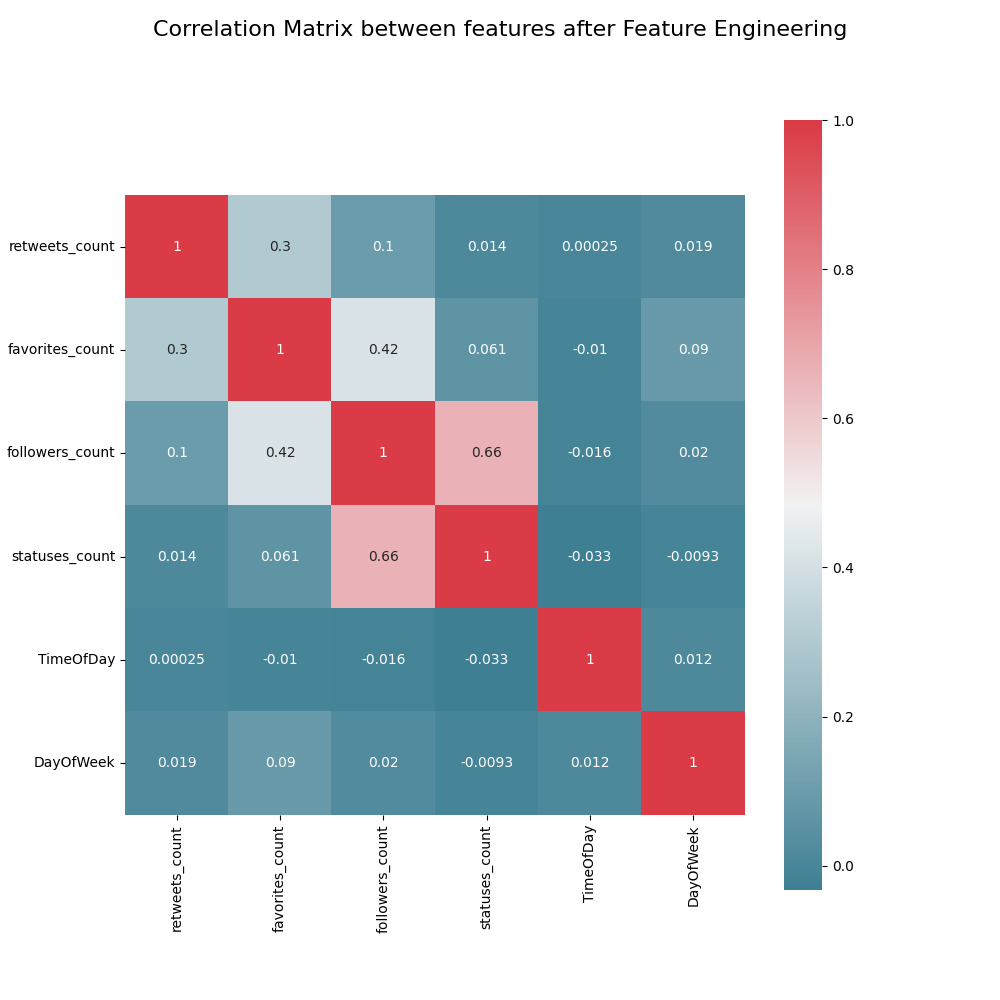 Correlation Matrix between features after Feature Engineering
1.0
0.8
0.6
0.4
0.2
0.0
retweets_count 1 0.3 0.1 0.014 0.00025 0.019
favorites_count 0.3 1 0.42 0.061 -0.01 0.09
followers_count 0.1 0.42 1 0.66 -0.016 0.02
statuses_count 0.014 0.061 0.66 1 -0.033 -0.0093
TimeOfDay 0.00025 -0.01 -0.016 -0.033 1 0.012
DayOfWeek 0.019 0.09 0.02 -0.0093 0.012 1
retweets_count
favorites_count
followers_count
statuses_count
TimeOfDay
DayOfWeek